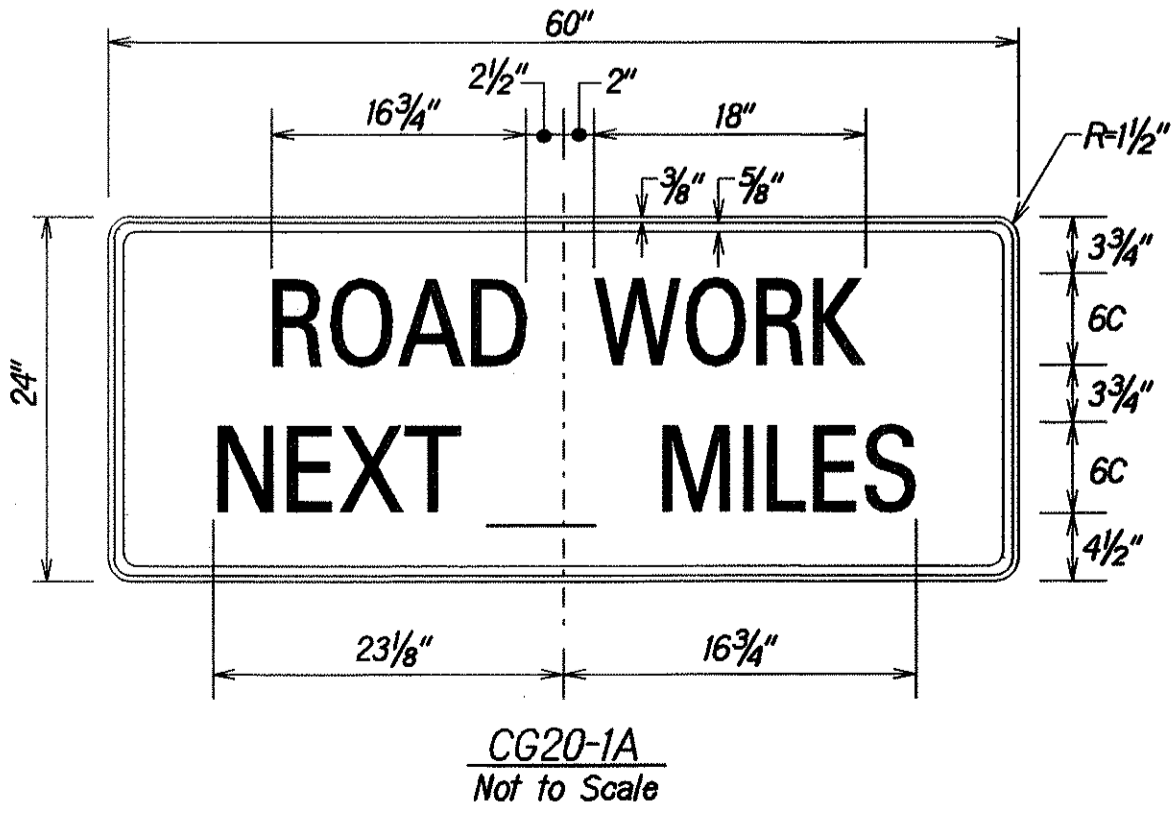 60"
2½" 2"
16¾" 18"
R=1½"
⅜" ⅝"
3¾"
ROAD WORK
6C
24"
3¾"
NEXT __ MILES
6C
4½"
23⅛" 16¾"
CG20-1A
Not to Scale